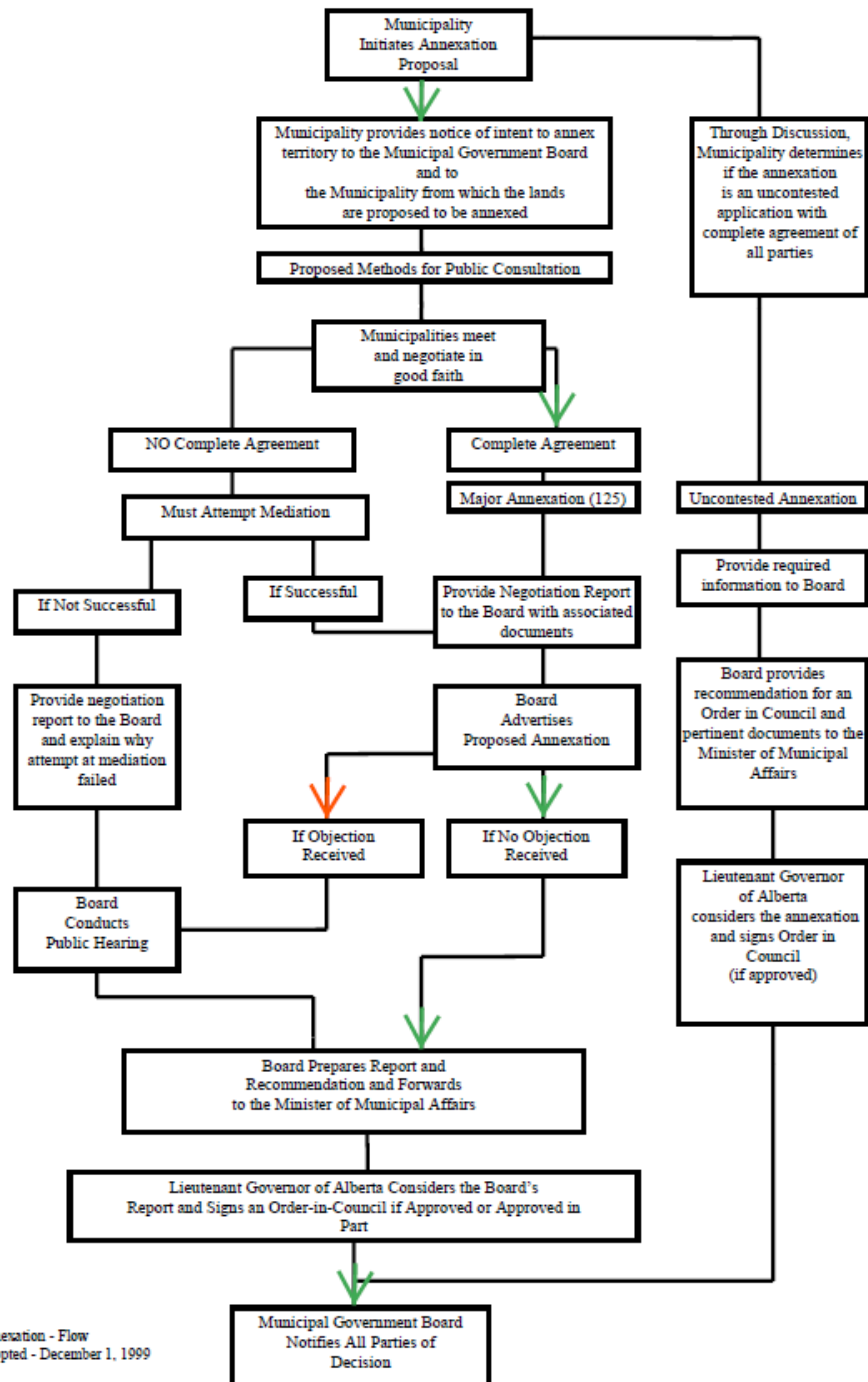 Municipality
Initiates Annexation
Proposal
Municipality provides notice of intent to annex
territory to the Municipal Government Board
and to
the Municipality from which the lands
are proposed to be annexed
Through Discussion,
Municipality determines
if the annexation
is an uncontested
application with
complete agreement of
all parties
Proposed Methods for Public Consultation
Municipalities meet
and negotiate in
good faith
NO Complete Agreement
Complete Agreement
Major Annexation (125)
Uncontested Annexation
Must Attempt Mediation
Provide required
information to Board
If Not Successful
If Successful
Provide Negotiation Report
to the Board with associated
documents
Provide negotiation
report to the Board
and explain why
attempt at mediation
failed
Board
Advertises
Proposed Annexation
Board provides
recommendation for an
Order in Council and
pertinent documents to the
Minister of Municipal
Affairs
If Objection
Received
If No Objection
Received
Board
Conducts
Public Hearing
Lieutenant Governor
of Alberta
considers the annexation
and signs Order in
Council
(if approved)
Board Prepares Report and
Recommendation and Forwards
to the Minister of Municipal Affairs
Lieutenant Governor of Alberta Considers the Board's
Report and Signs an Order-in-Council if Approved or Approved in
Part
Municipal Government Board
Notifies All Parties of
Decision
nexation - Flow
pted - December 1, 1999